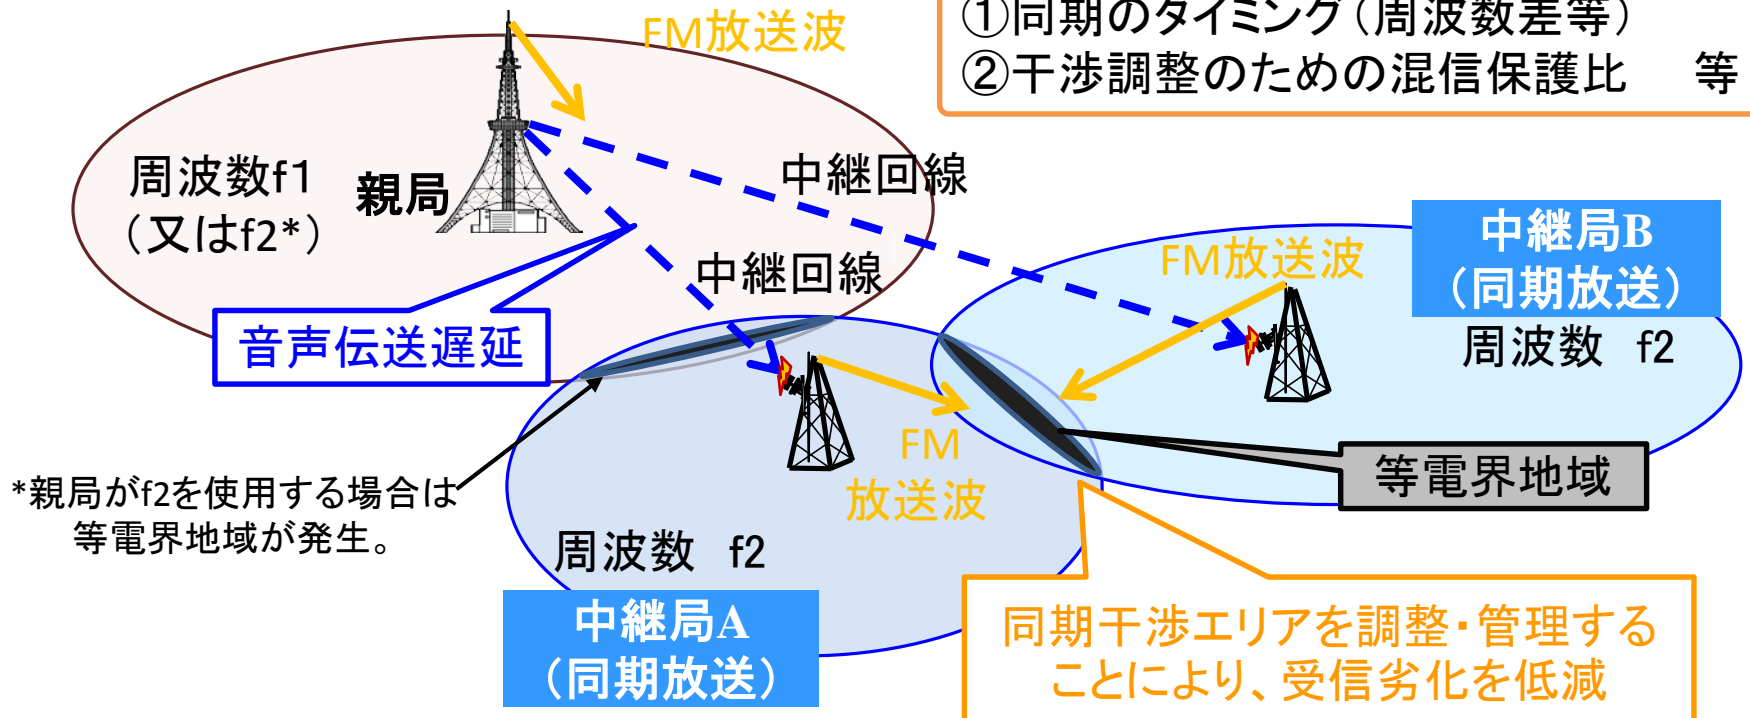 FM放送波
①同期のタイミング（周波数差等）
②干渉調整のための混信保護比　等
周波数f1
（又はf2*）
親局
中継回線
中継回線
音声伝送遅延
FM放送波
中継局B
（同期放送）
周波数　f2
FM
放送波
等電界地域
*親局がf2を使用する場合は
等電界地域が発生。
周波数　f2
中継局A
（同期放送）
同期干渉エリアを調整・管理する
ことにより、受信劣化を低減